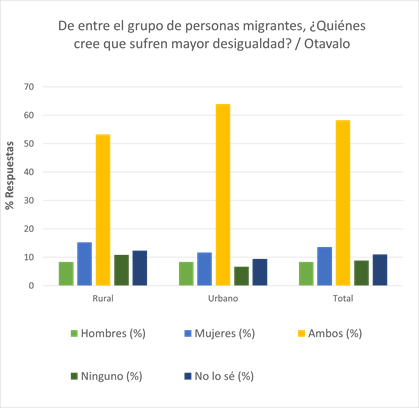 De entre el grupo de personas migrantes, ¿Quiénes
cree que sufren mayor desigualdad? / Otavalo
% Respuestas
70
60
50
40
30
20
10
0
Rural Urbano Total
Hombres (%) Mujeres (%) Ambos (%)
Ninguno (%) No lo sé (%)